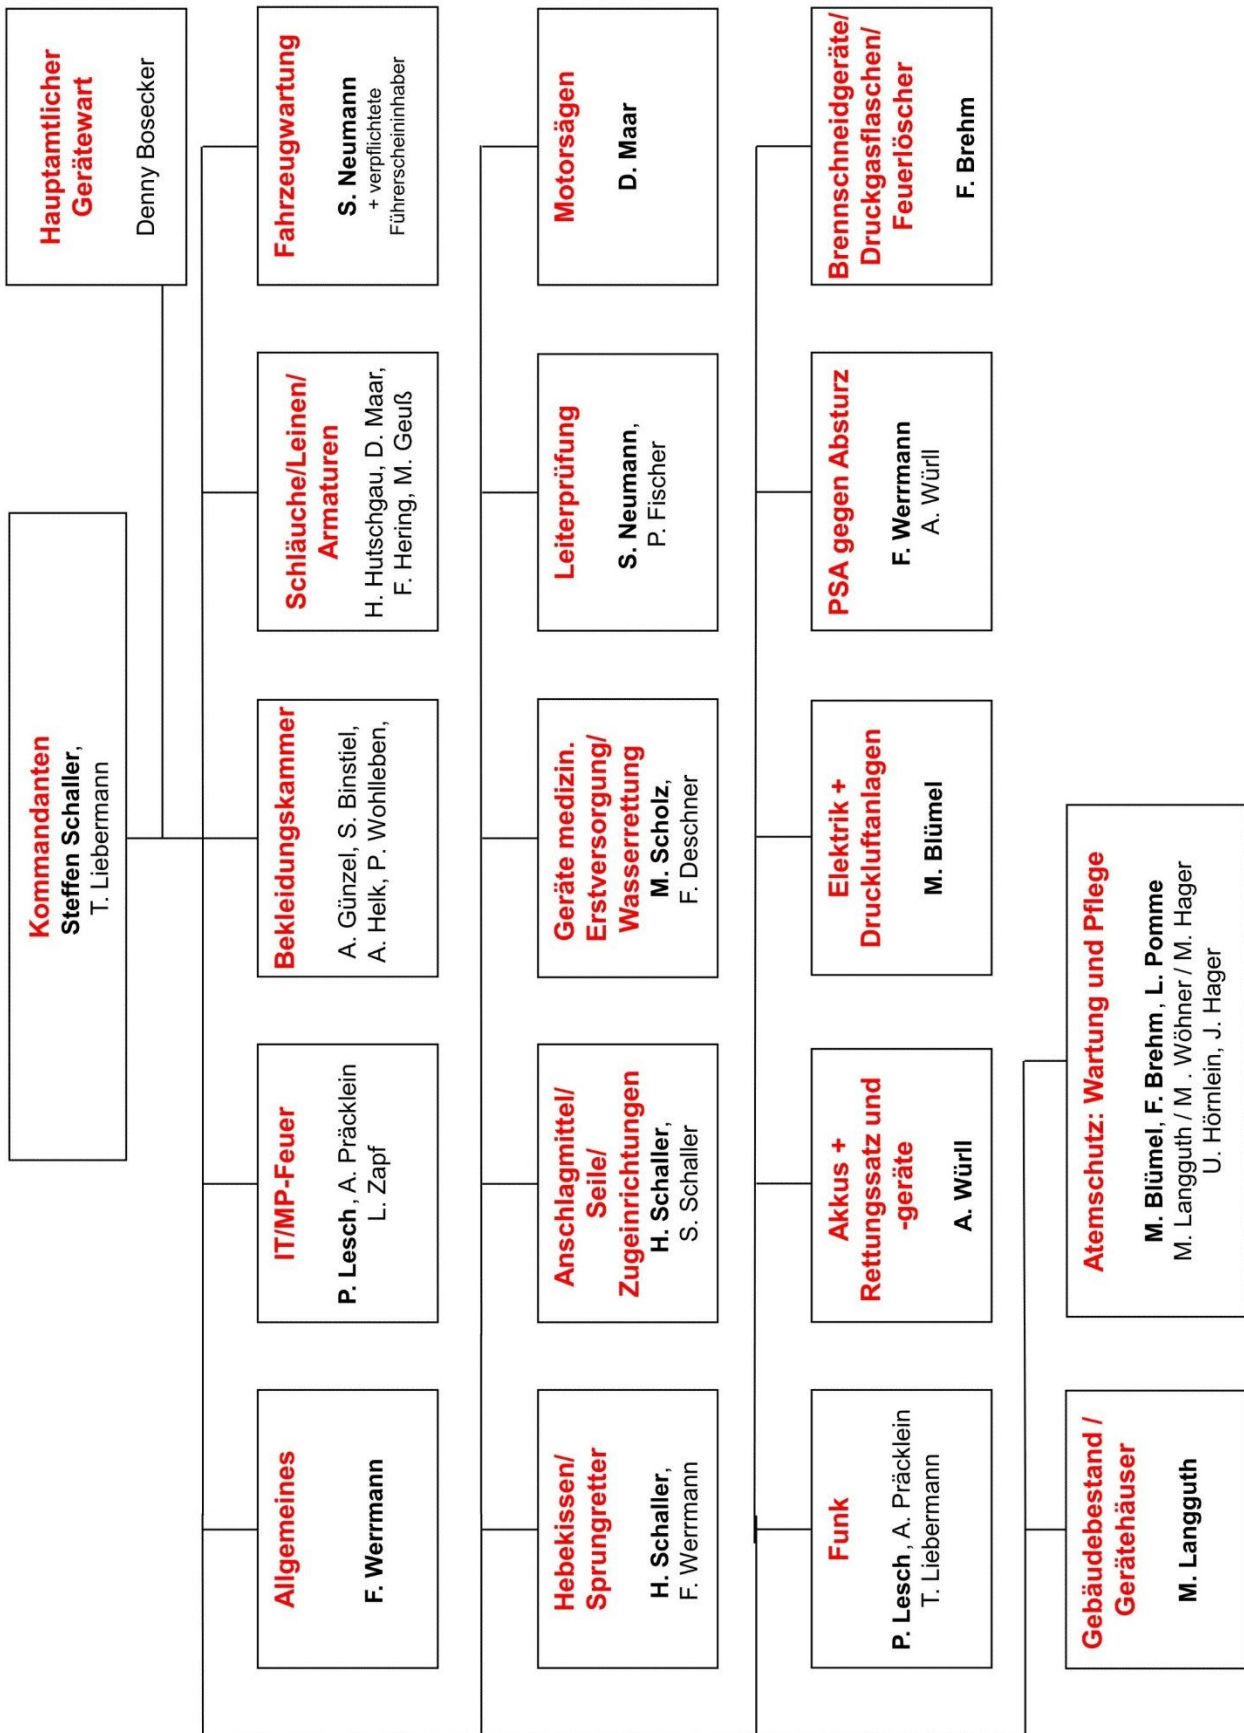 Kommandanten
Steffen Schaller,
T. Liebermann
Hauptamtlicher
Gerätewart
Denny Bosecker
Allgemeines
F. Werrmann
IT/MP-Feuer
P. Lesch , A. Präcklein
L. Zapf
Bekleidungskammer
A. Günzel, S. Binstiel,
A. Helk, P. Wohlleben,
Schläuche/Leinen/
Armaturen
H. Hutschgau, D. Maar,
F. Hering, M. Geuß
Fahrzeugwartung
S. Neumann
+ verpflichtete
Führerscheininhaber
Hebekissen/
Sprungretter
H. Schaller,
F. Werrmann
Anschlagmittel/
Seile/
Zugeinrichtungen
H. Schaller,
S. Schaller
Geräte medizin.
Erstversorgung/
Wasserrettung
M. Scholz,
F. Deschner
Leiterprüfung
S. Neumann,
P. Fischer
Motorsägen
D. Maar
Funk
P. Lesch , A. Präcklein
T. Liebermann
Akkus +
Rettungssatz und
-geräte
A. Würll
Elektrik +
Druckluftanlagen
M. Blümel
PSA gegen Absturz
F. Werrmann
A. Würll
Brennschneidgeräte/
Druckgasflaschen/
Feuerlöscher
F. Brehm
Gebäudebestand /
Gerätehäuser
M. Langguth
Atemschutz: Wartung und Pflege
M. Blümel, F. Brehm , L. Pomme
M. Langguth / M . Wöhner / M. Hager
U. Hörnlein, J. Hager